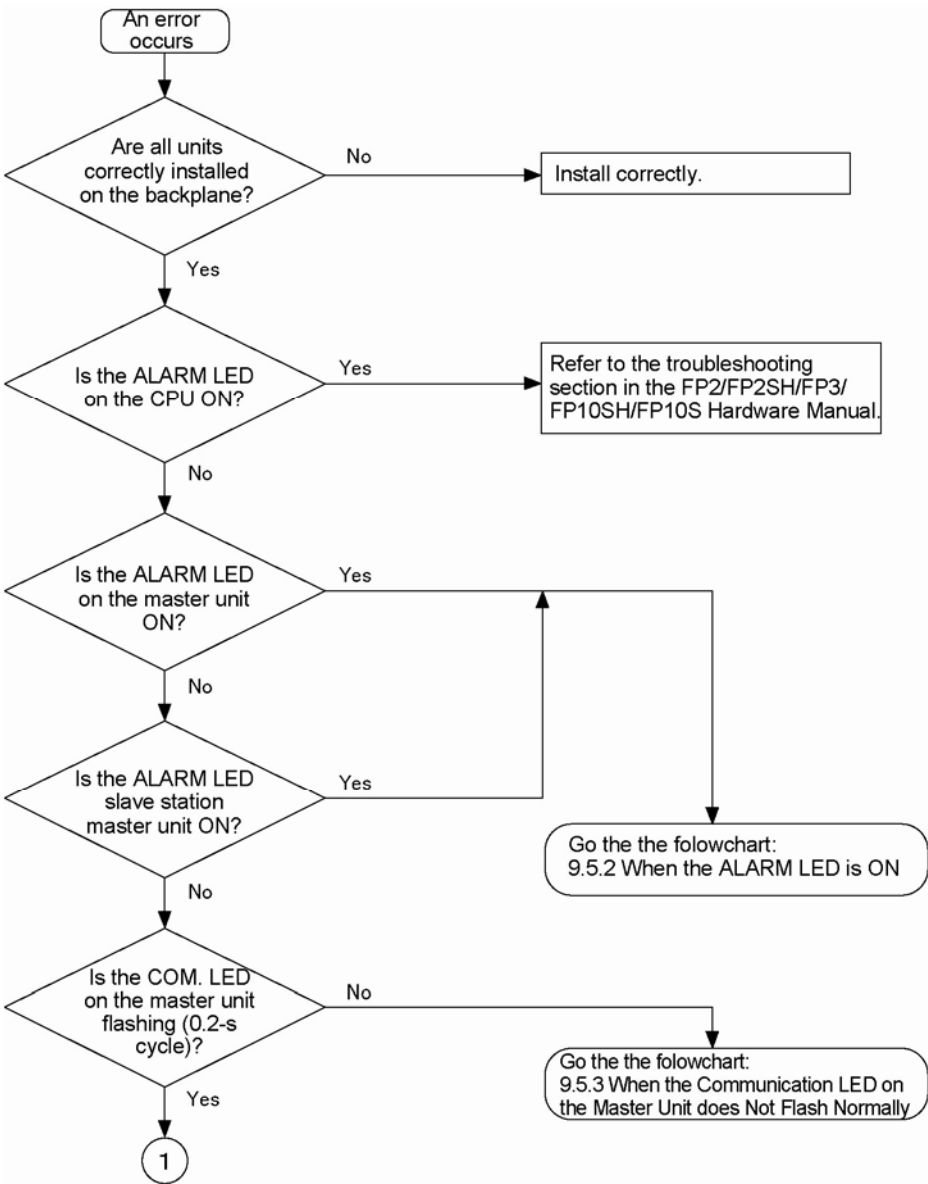 An error
occurs
Are all units
correctly installed
on the backplane?
No
Install correctly.
Yes
Is the ALARM LED
on the CPU ON?
Yes
Refer to the troubleshooting
section in the FP2/FP2SH/FP3/
FP10SH/FP10S Hardware Manual.
No
Is the ALARM LED
on the master unit
ON?
Yes
No
Is the ALARM LED
slave station
master unit ON?
Yes
Go the the folowchart:
9.5.2 When the ALARM LED is ON
No
Is the COM. LED
on the master unit
flashing (0.2-s
cycle)?
No
Go the the folowchart:
9.5.3 When the Communication LED on
the Master Unit does Not Flash Normally
Yes
1